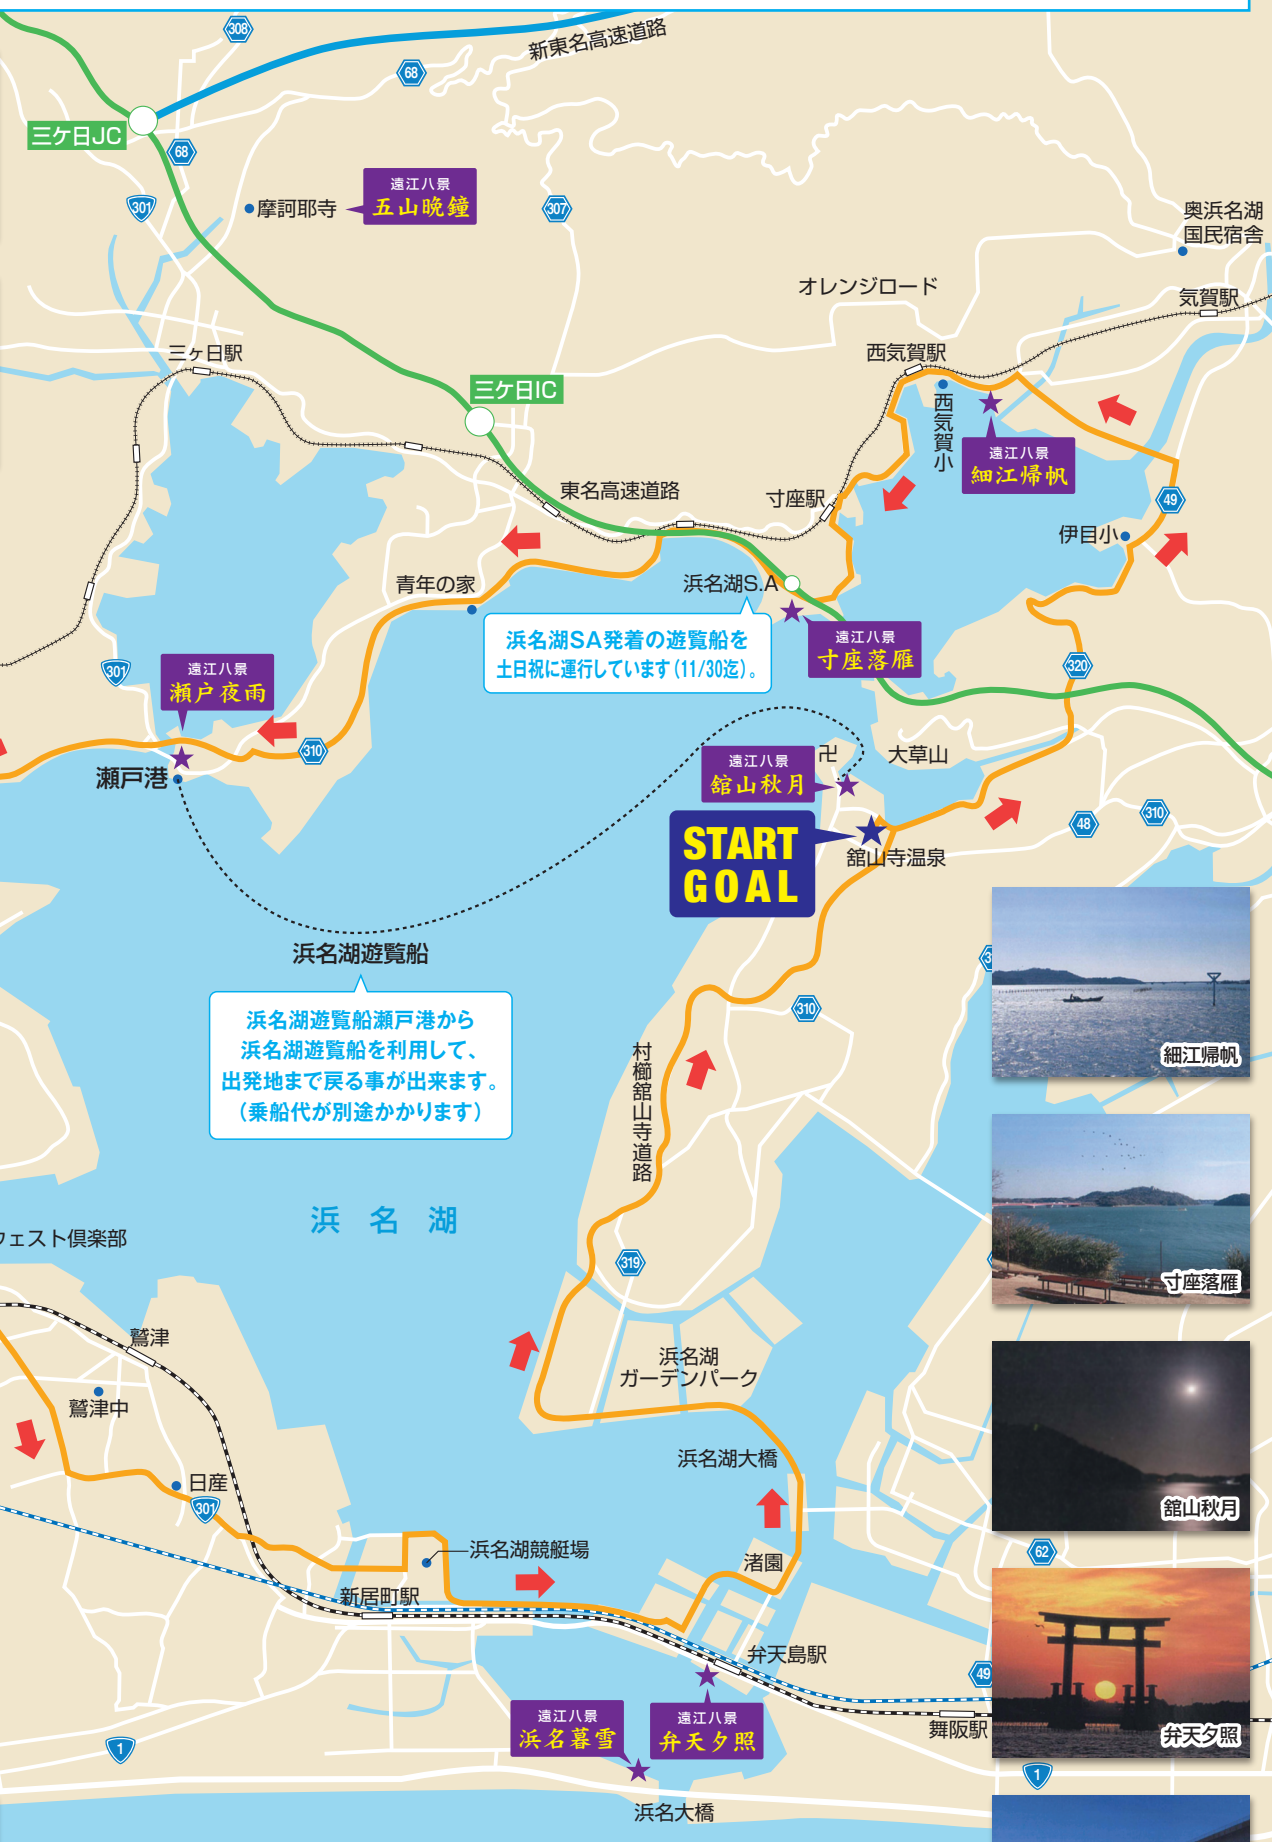 308
新東名高速道路
68
三ケ日JC
68
301
摩訶耶寺
遠江八景
五山晩鐘
307
奥浜名湖
国民宿舎
オレンジロード
気賀駅
三ヶ日駅
西気賀駅
三ケ日IC
西気賀小
遠江八景
細江帰帆
東名高速道路
寸座駅
49
伊目小
青年の家
浜名湖S.A
浜名湖SA発着の遊覧船を
土日祝に運行しています(11/30迄)。
遠江八景
寸座落雁
301
遠江八景
瀬戸夜雨
320
310
瀬戸港
遠江八景
舘山秋月
卍
大草山
START
GOAL
舘山寺温泉
48
310
浜名湖遊覧船
浜名湖遊覧船瀬戸港から
浜名湖遊覧船を利用して、
出発地まで戻る事が出来ます。
(乗船代が別途かかります)
310
細江帰帆
村櫛舘山寺道路
浜名湖
ウェスト倶楽部
319
寸座落雁
鷲津
浜名湖
ガーデンパーク
鷲津中
浜名湖大橋
日産
301
舘山秋月
浜名湖競艇場
渚園
62
新居町駅
弁天島駅
49
遠江八景
浜名暮雪
遠江八景
弁天夕照
舞阪駅
弁天夕照
1
1
浜名大橋